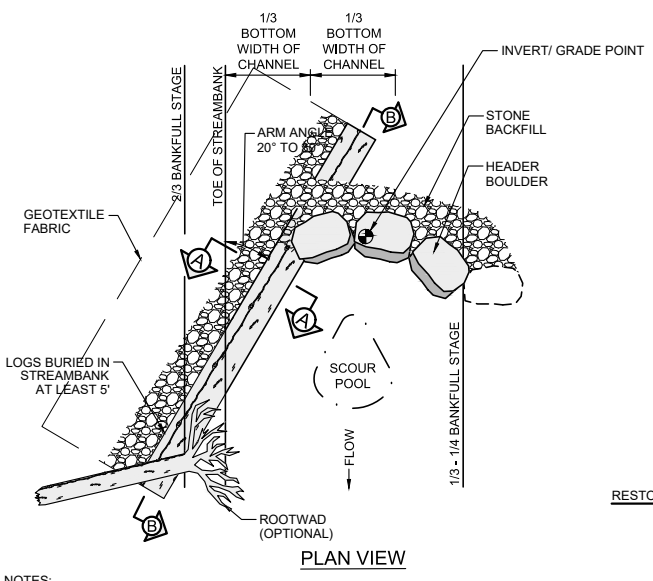 1/3
BOTTOM
WIDTH OF
CHANNEL
1/3
BOTTOM
WIDTH OF
CHANNEL
INVERT/ GRADE POINT
STONE
BACKFILL
HEADER
BOULDER
2/3 BANKFULL STAGE
TOE OF STREAMBANK
ARM ANGLE
20° TO
B
GEOTEXTILE
FABRIC
A
A
LOGS BURIED IN
STREAMBANK
AT LEAST 5'
SCOUR
POOL
FLOW
1/3 - 1/4 BANKFULL STAGE
B
ROOTWAD
(OPTIONAL)
PLAN VIEW
NOTES: